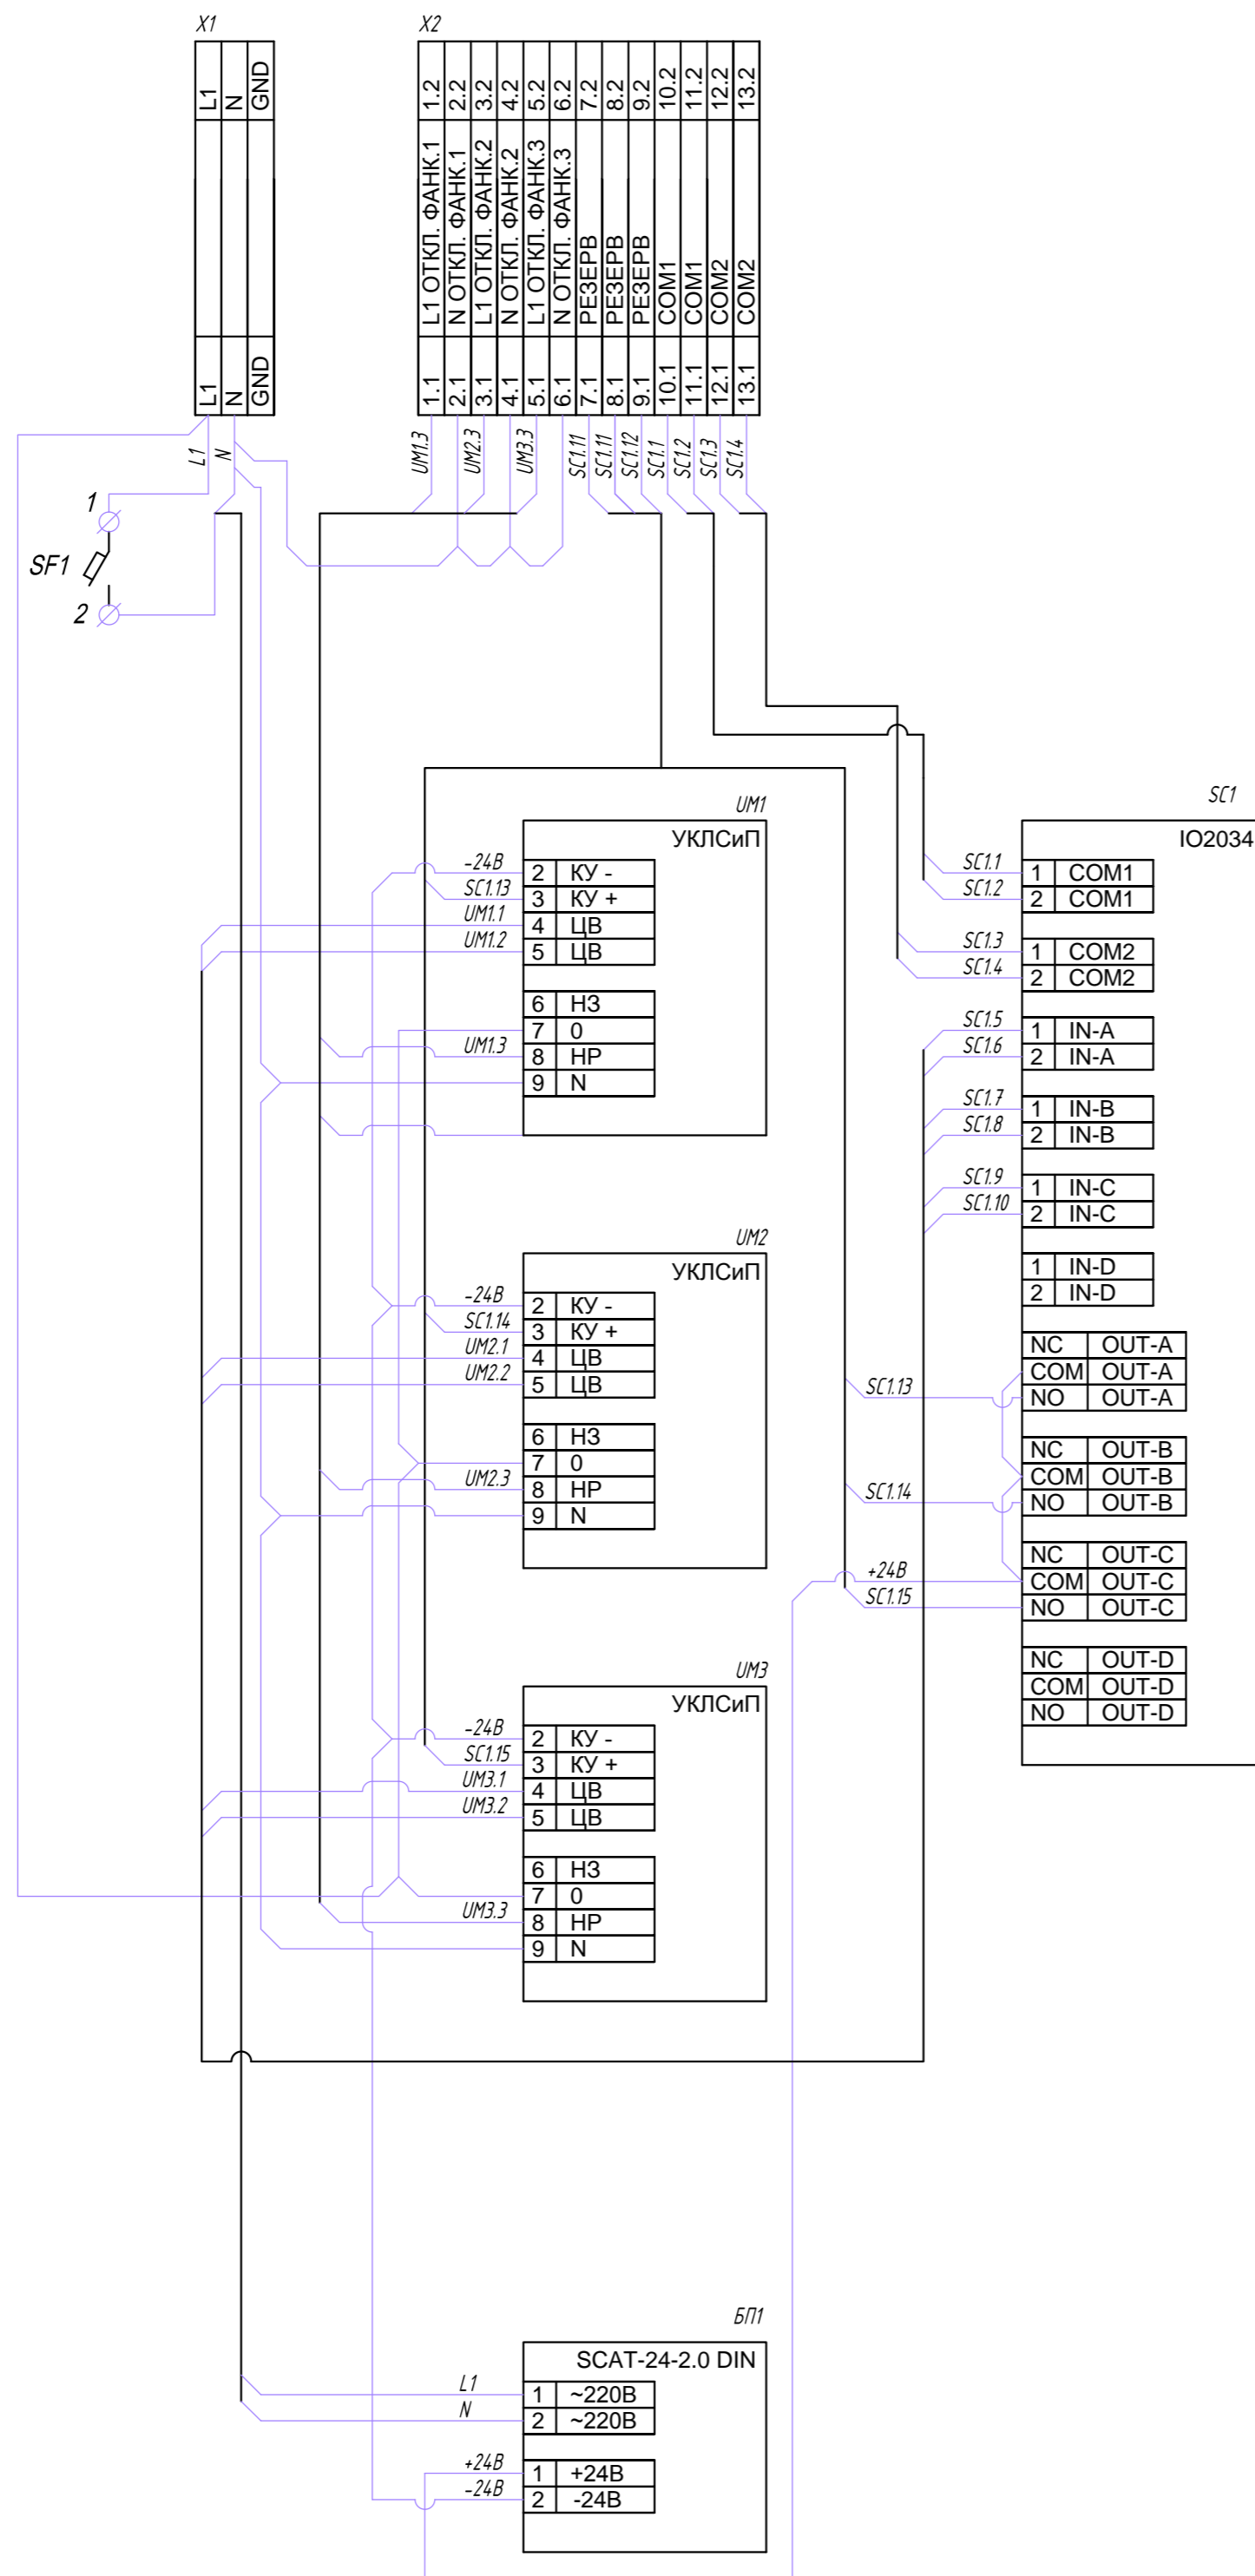 X1
X2
L1
N
GND
1.2
2.2
3.2
4.2
5.2
6.2
7.2
8.2
9.2
10.2
11.2
12.2
13.2
L1 ОТКЛ. ФАНК.1
N ОТКЛ. ФАНК.1
L1 ОТКЛ. ФАНК.2
N ОТКЛ. ФАНК.2
L1 ОТКЛ. ФАНК.3
N ОТКЛ. ФАНК.3
РЕЗЕРВ
РЕЗЕРВ
РЕЗЕРВ
COM1
COM1
COM2
COM2
L1
N
GND
1.1
2.1
3.1
4.1
5.1
6.1
7.1
8.1
9.1
10.1
11.1
12.1
13.1
L1
N
UM1.3
UM2.3
UM3.3
SC1.11
SC1.11
SC1.12
SC1.1
SC1.2
SC1.3
SC1.4
1
SF1
2
UM1
УКЛСиП
-24В
2 КУ -
SC1.13
3 КУ +
UM1.1
4 ЦВ
UM1.2
5 ЦВ
6 НЗ
7 0
UM1.3
8 НР
9 N
UM2
УКЛСиП
-24В
2 КУ -
SC1.14
3 КУ +
UM2.1
4 ЦВ
UM2.2
5 ЦВ
6 НЗ
7 0
UM2.3
8 НР
9 N
UM3
УКЛСиП
-24В
2 КУ -
SC1.15
3 КУ +
UM3.1
4 ЦВ
UM3.2
5 ЦВ
6 НЗ
7 0
UM3.3
8 НР
9 N
SC1
IO2034
SC1.1
1 COM1
SC1.2
2 COM1
SC1.3
1 COM2
SC1.4
2 COM2
SC1.5
1 IN-A
SC1.6
2 IN-A
SC1.7
1 IN-B
SC1.8
2 IN-B
SC1.9
1 IN-C
SC1.10
2 IN-C
1 IN-D
2 IN-D
NC OUT-A
COM OUT-A
SC1.13
NO OUT-A
NC OUT-B
COM OUT-B
SC1.14
NO OUT-B
NC OUT-C
+24В
COM OUT-C
SC1.15
NO OUT-C
NC OUT-D
COM OUT-D
NO OUT-D
БП1
SCAT-24-2.0 DIN
L1
1 ~220В
N
2 ~220В
+24В
1 +24В
-24В
2 -24В